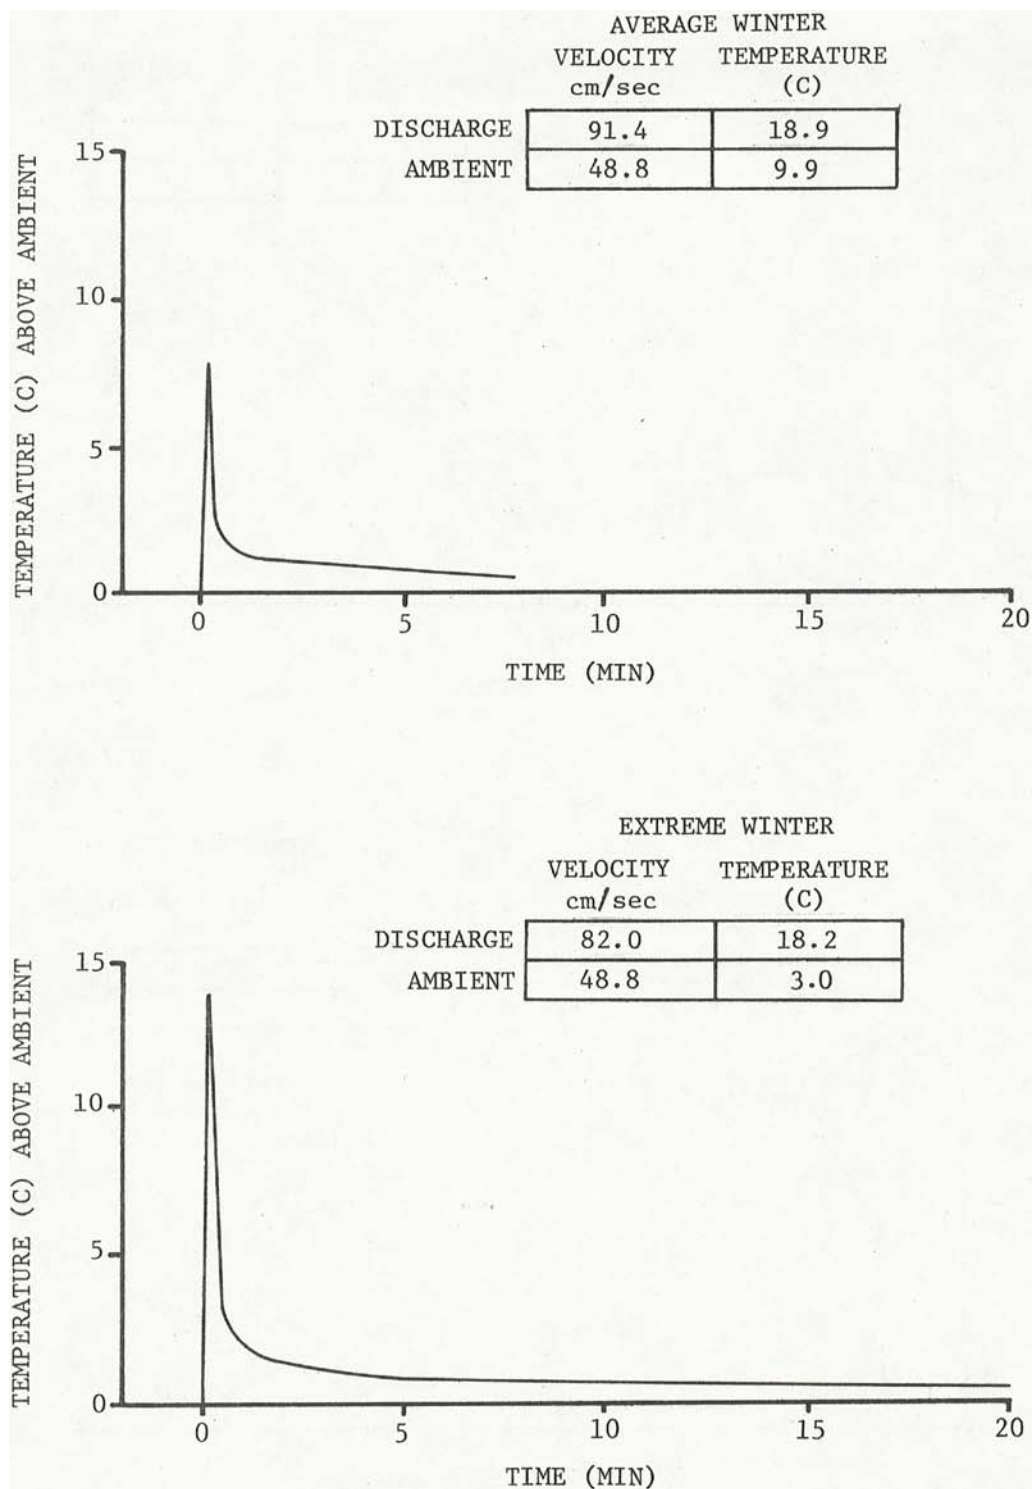 AVERAGE WINTER
VELOCITY TEMPERATURE
cm/sec (C)
DISCHARGE 91.4 18.9
AMBIENT 48.8 9.9
TEMPERATURE (C) ABOVE AMBIENT
15
10
5
0
0 5 10 15 20
TIME (MIN)
EXTREME WINTER
VELOCITY TEMPERATURE
cm/sec (C)
DISCHARGE 82.0 18.2
AMBIENT 48.8 3.0
TEMPERATURE (C) ABOVE AMBIENT
15
10
5
0
0 5 10 15 20
TIME (MIN)